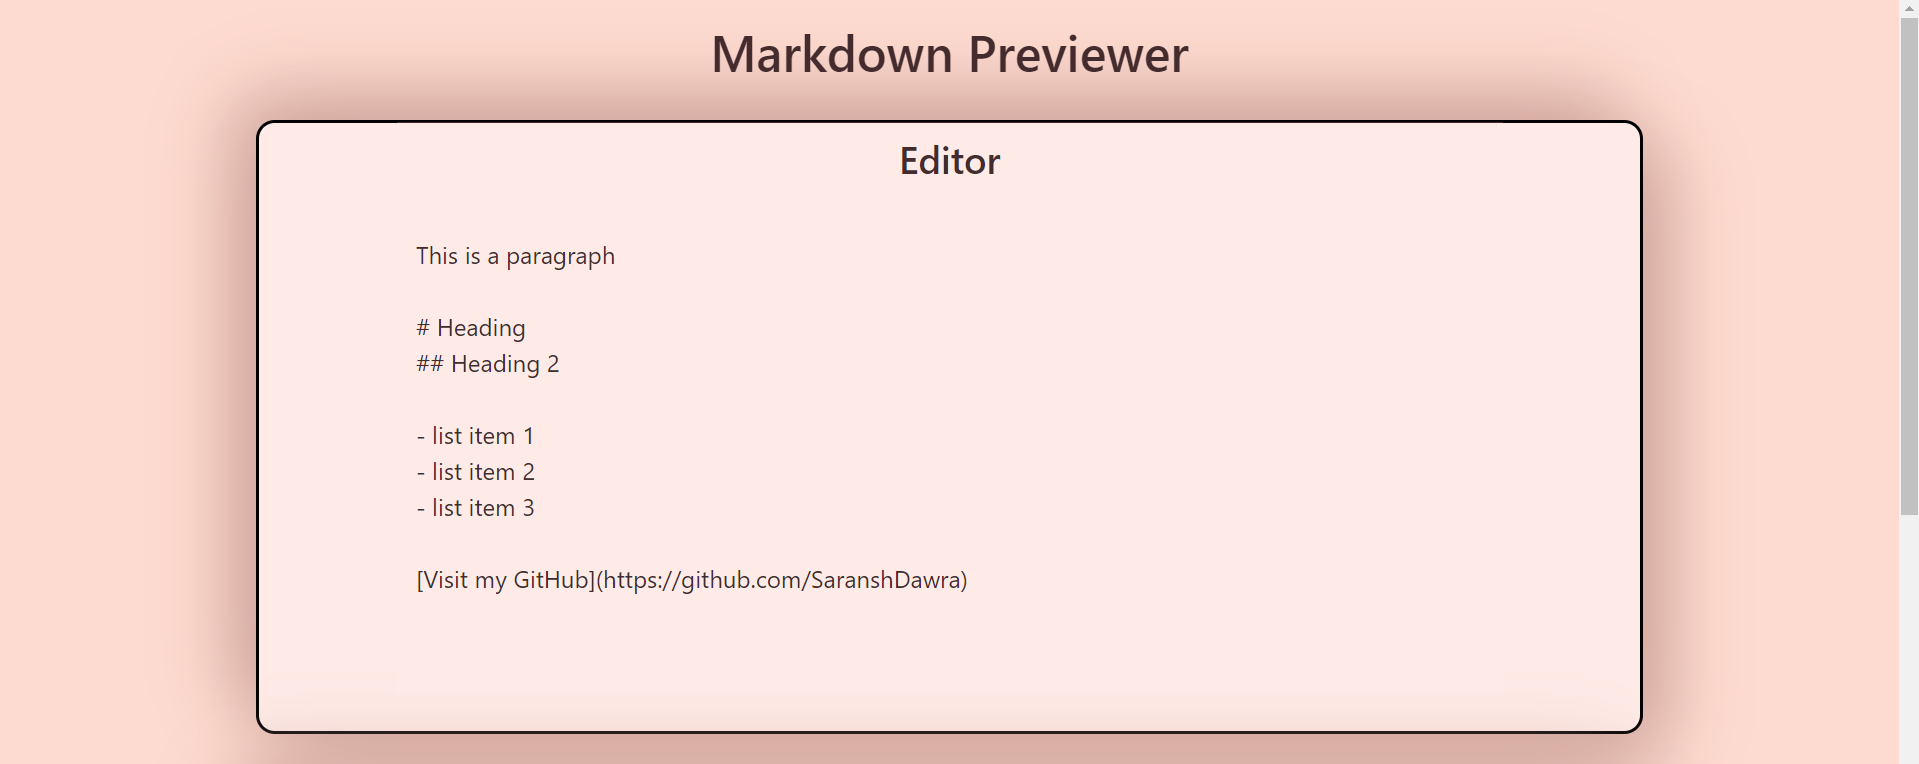 Markdown Previewer
Editor
This is a paragraph
# Heading
## Heading 2
- list item 1
- list item 2
- list item 3
[Visit my GitHub](https://github.com/SaranshDawra)